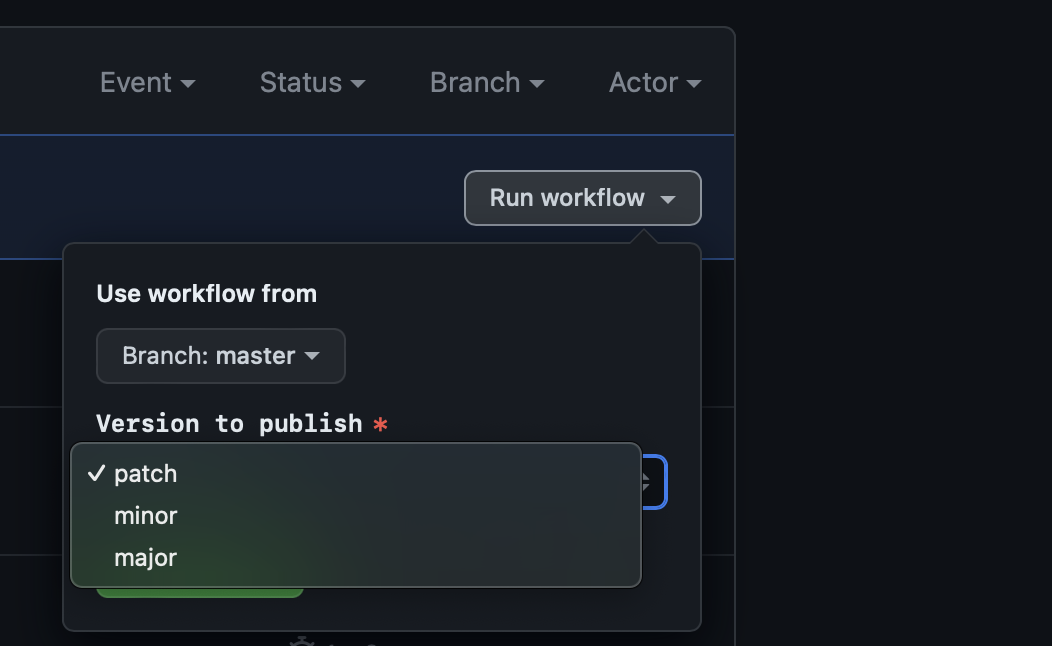 Event Status Branch Actor
Run workflow
Use workflow from
Branch: master
Version to publish *
patch
minor
major